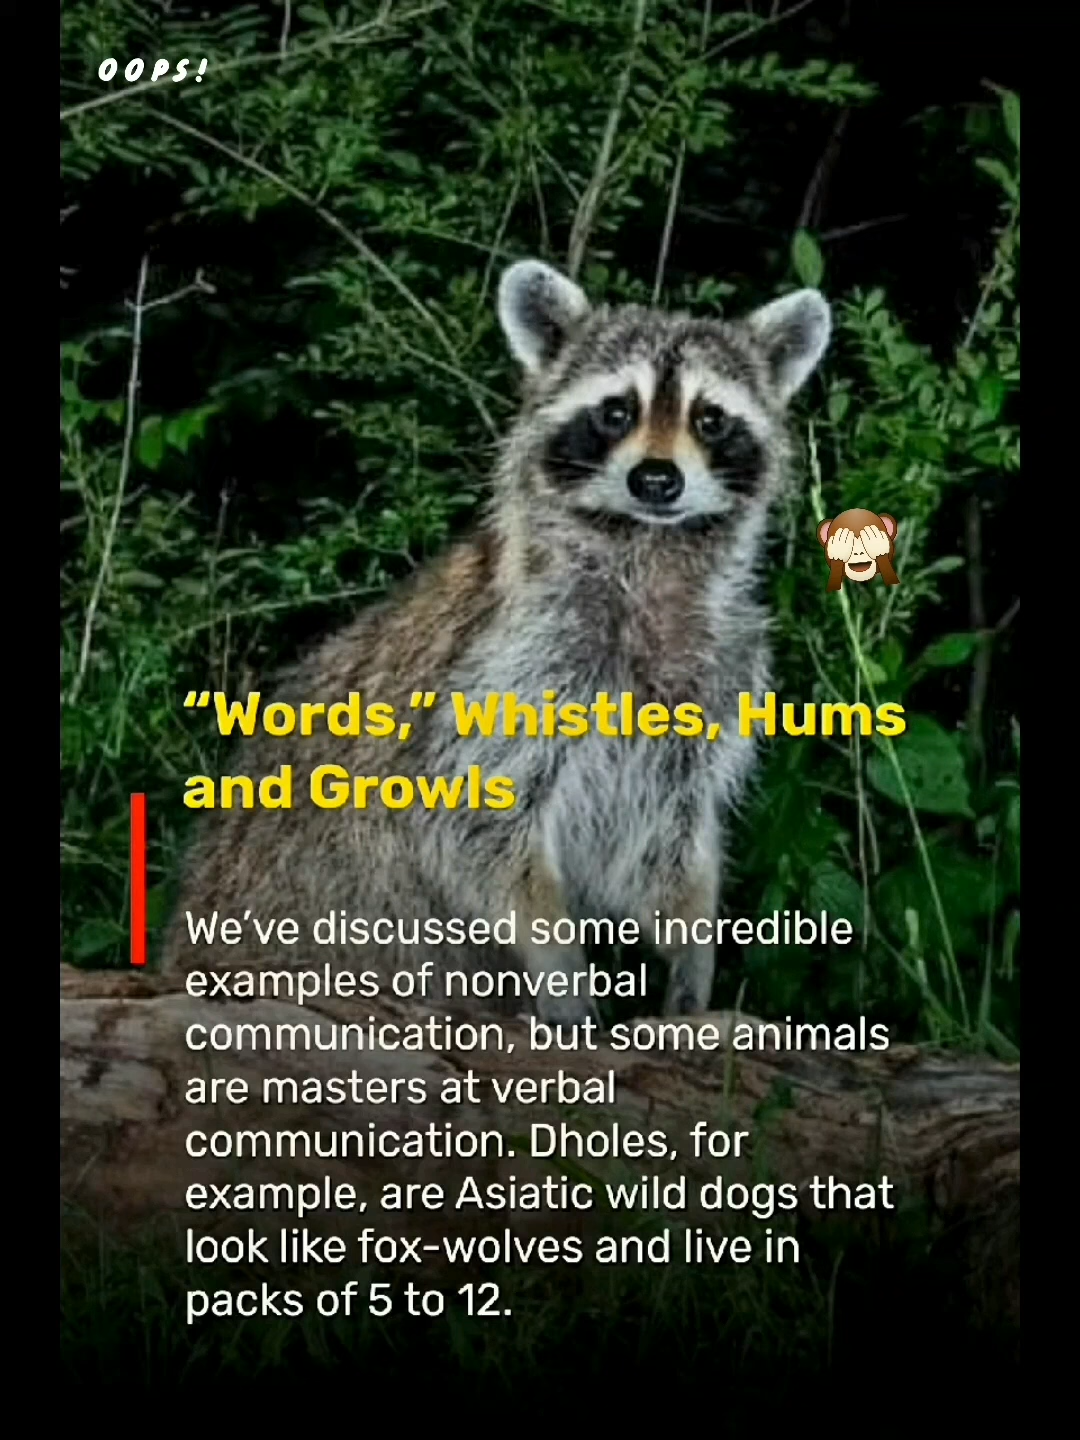 OOPS!
“Words,” Whistles, Hums
and Growls
We’ve discussed some incredible
examples of nonverbal
communication, but some animals
are masters at verbal
communication. Dholes, for
example, are Asiatic wild dogs that
look like fox-wolves and live in
packs of 5 to 12.